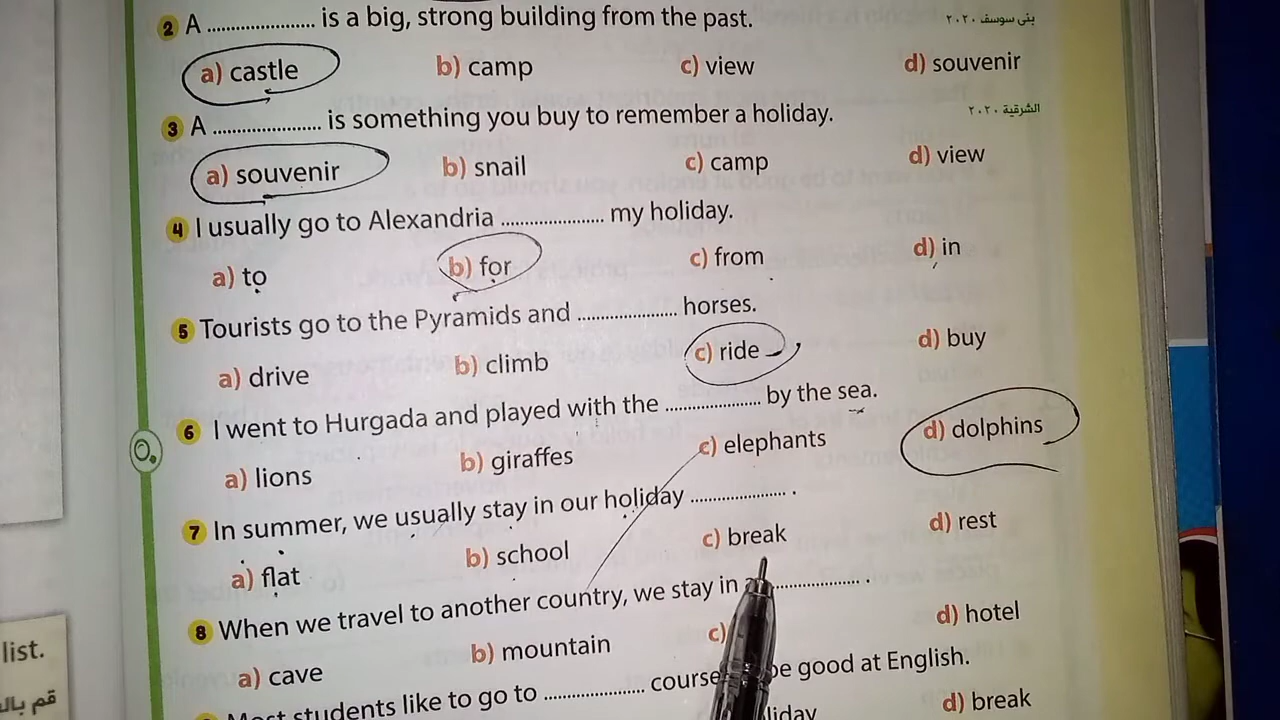 2 A .................... is a big, strong building from the past. بنى سويف ٢٠٢٠
a) castle b) camp c) view d) souvenir
3 A .................... is something you buy to remember a holiday. الشرقية ٢٠٢٠
a) souvenir b) snail c) camp d) view
4 I usually go to Alexandria .................... my holiday.
a) to b) for c) from d) in
5 Tourists go to the Pyramids and .................... horses.
a) drive b) climb c) ride d) buy
6 I went to Hurgada and played with the .................... by the sea.
a) lions b) giraffes c) elephants d) dolphins
7 In summer, we usually stay in our holiday .................... .
a) flat b) school c) break d) rest
8 When we travel to another country, we stay in .................... .
a) cave b) mountain c) d) hotel
Most students like to go to .................... be good at English.
d) break
list.
قم